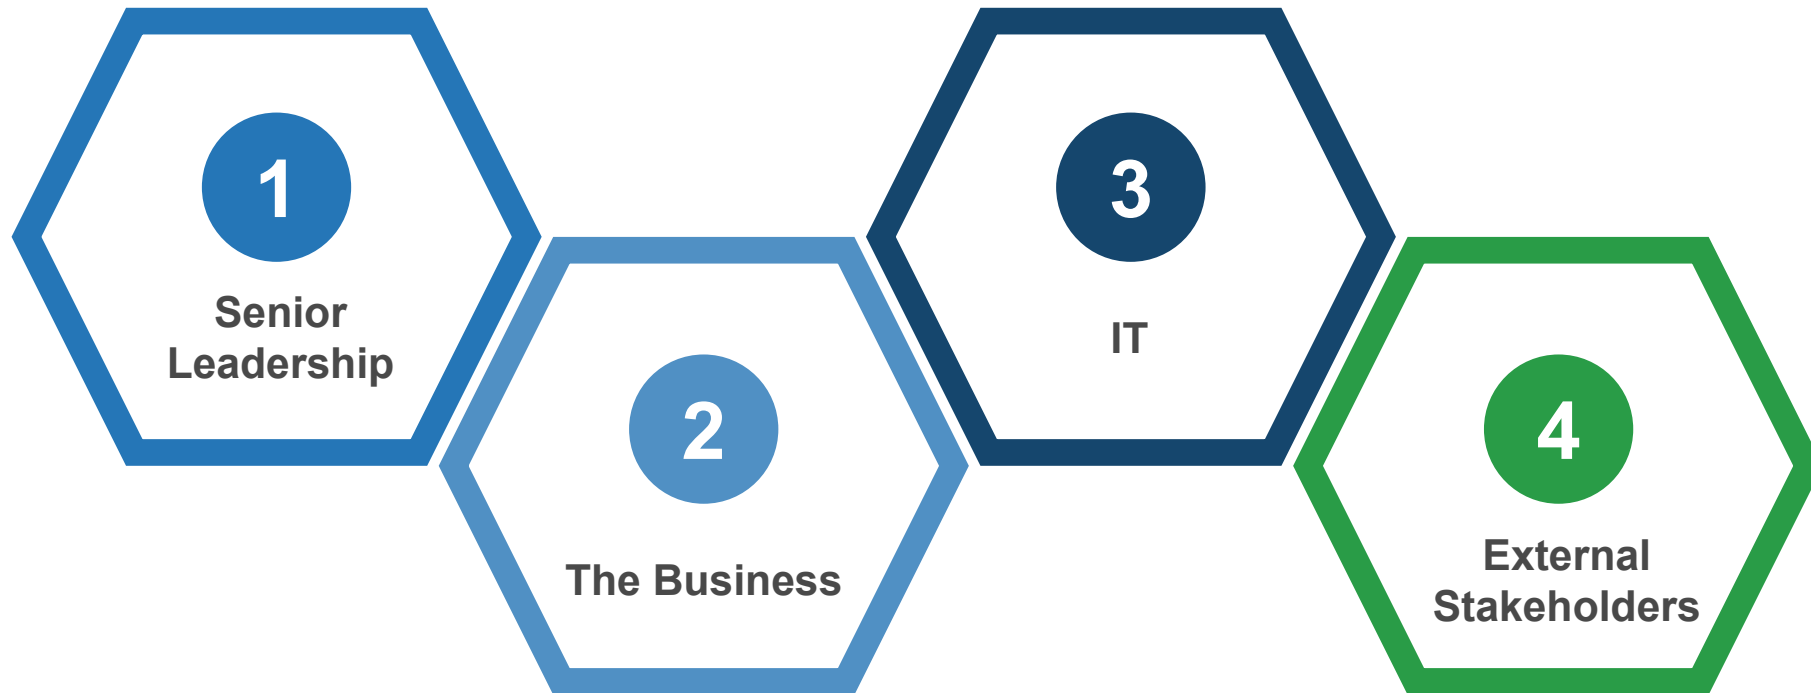 1
Senior
Leadership
2
The Business
3
IT
4
External
Stakeholders